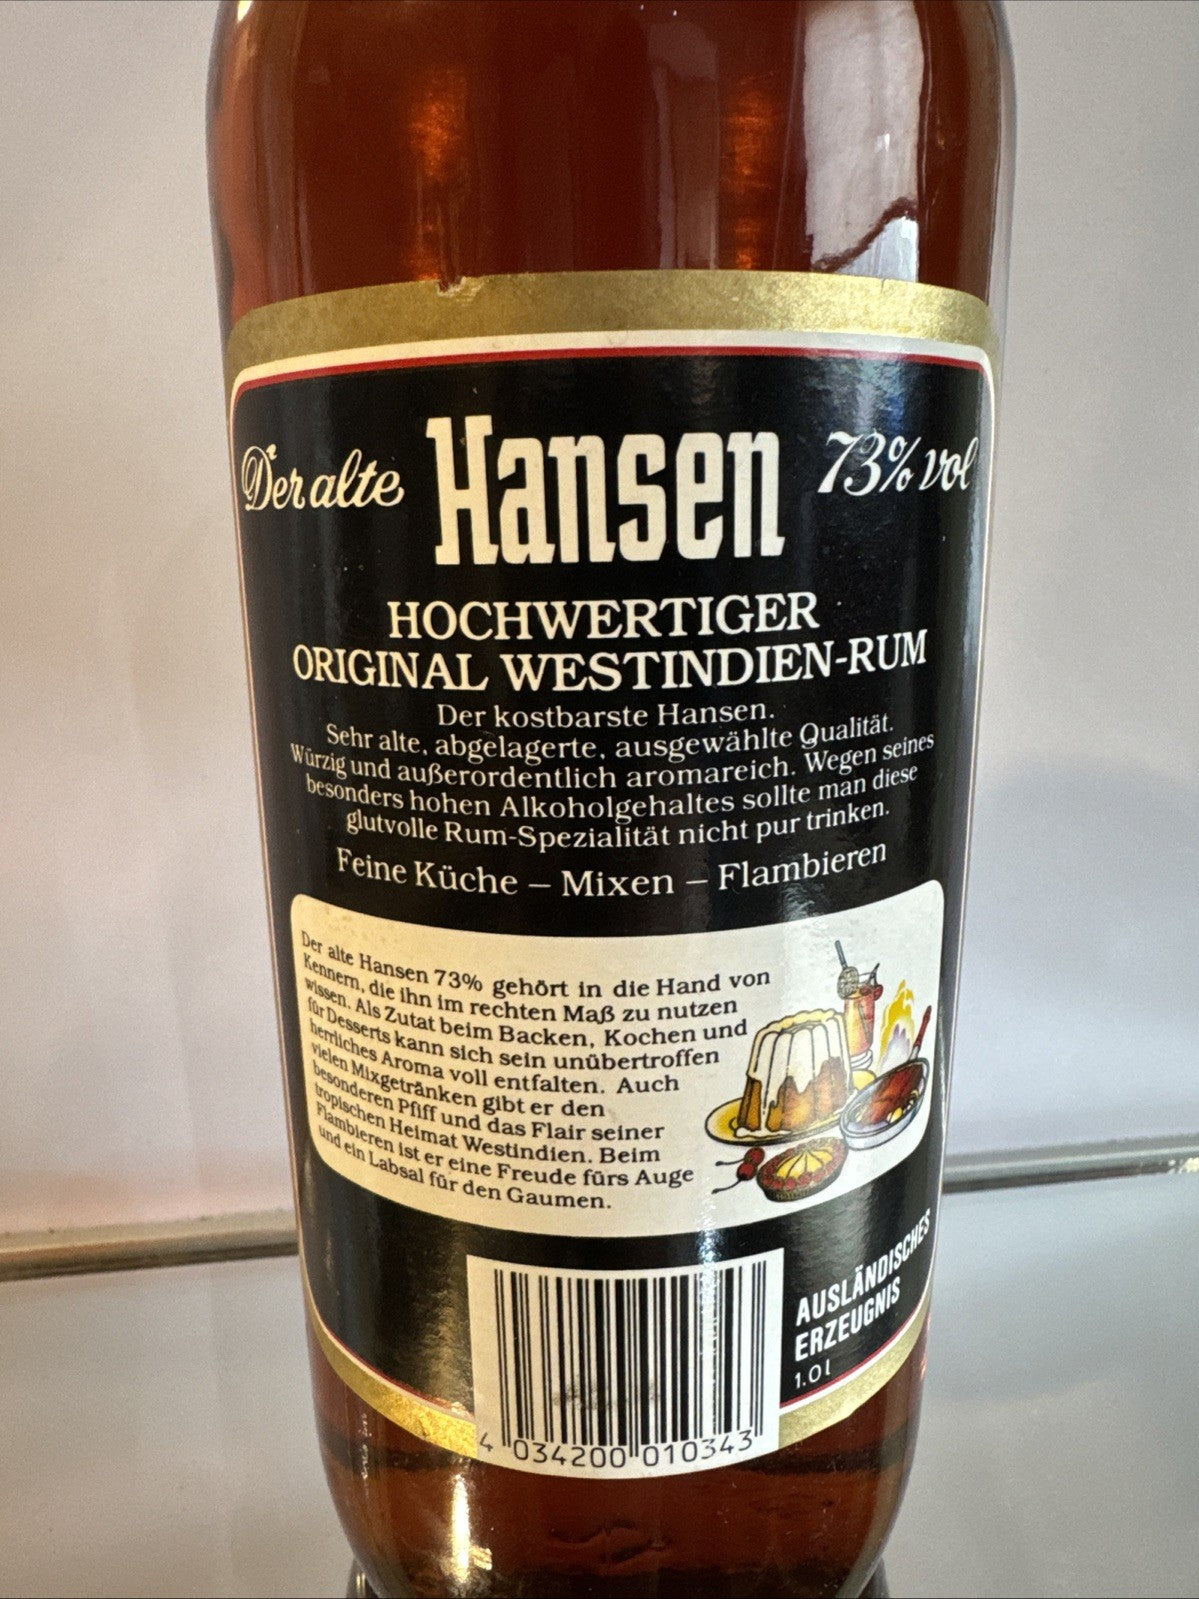 Der alte Hansen 73% vol
HOCHWERTIGER
ORIGINAL WESTINDIEN-RUM
Der kostbarste Hansen.
Sehr alte, abgelagerte, ausgewählte Qualität.
Würzig und außerordentlich aromareich. Wegen seines
besonders hohen Alkoholgehaltes sollte man diese
glutvolle Rum-Spezialität nicht pur trinken.
Feine Küche – Mixen – Flambieren
Der alte Hansen 73% gehört in die Hand von
Kennern, die ihn im rechten Maß zu nutzen
wissen. Als Zutat beim Backen, Kochen und
für Desserts kann sich sein unübertroffen
herrliches Aroma voll entfalten. Auch
vielen Mixgetränken gibt er den
besonderen Pfiff und das Flair seiner
tropischen Heimat Westindien. Beim
Flambieren ist er eine Freude fürs Auge
und ein Labsal für den Gaumen.
AUSLÄNDISCHES
ERZEUGNIS
1.0 l
4 034200 010343